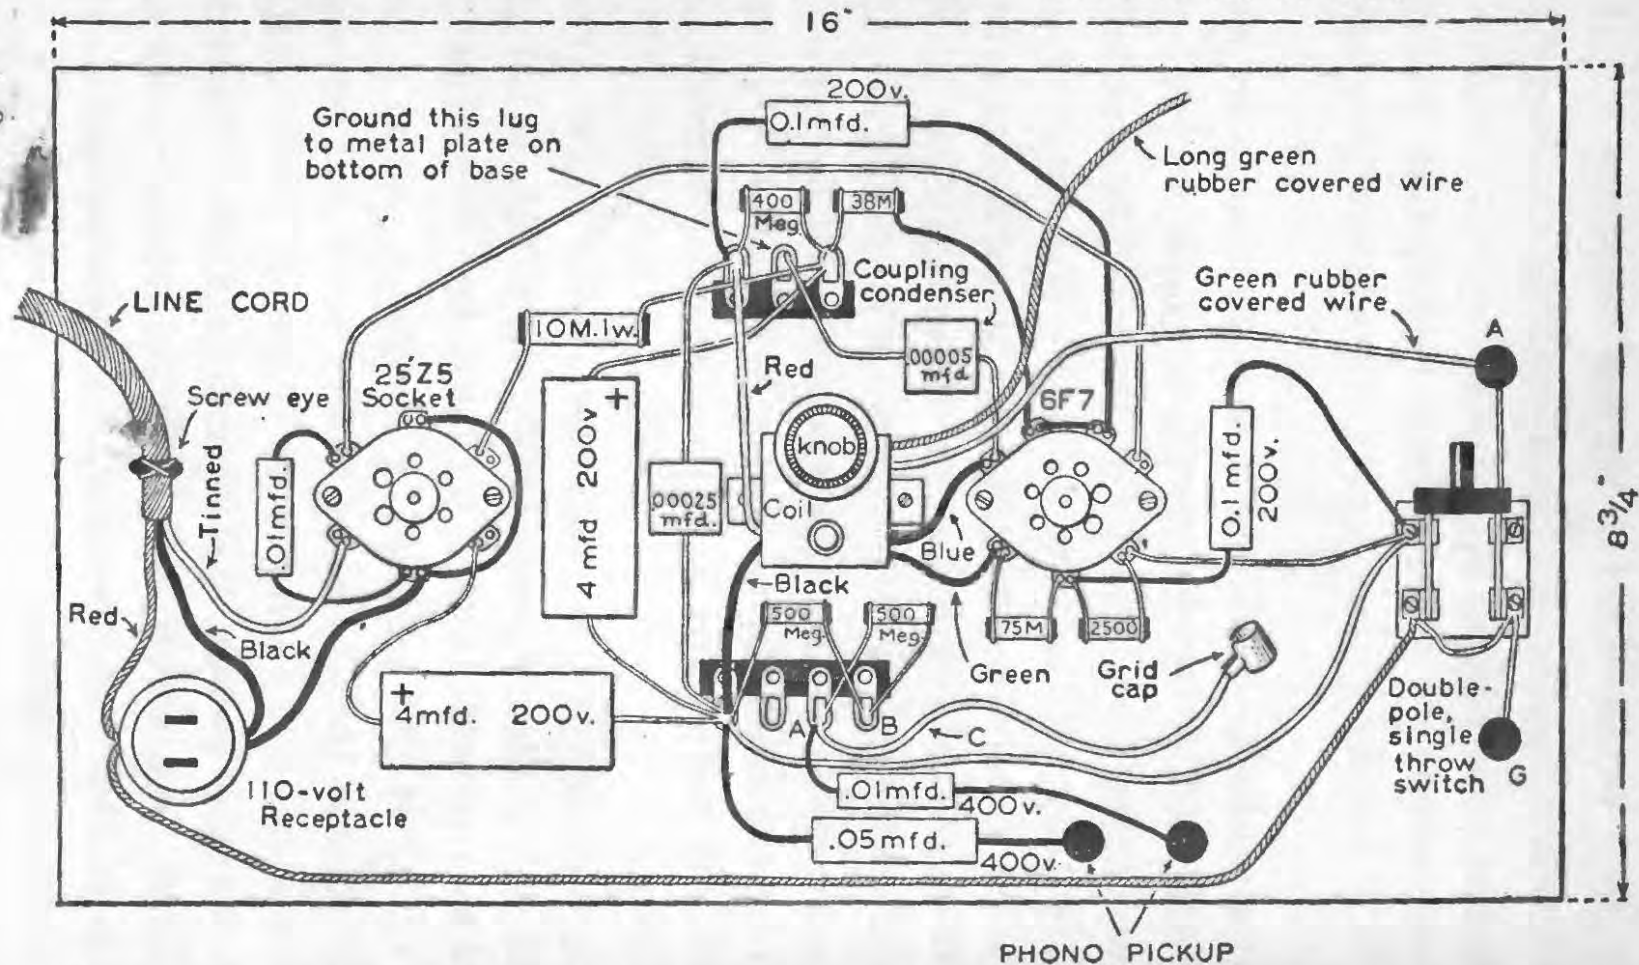 16"
200v.
0.1mfd.
Ground this lug
to metal plate on
bottom of base
400
Meg.
38M
Long green
rubber covered wire
Coupling
condenser
Green rubber
covered wire
LINE CORD
10M.1w.
A
.00005
mfd
Red
25Z5
Socket
Screw eye
6F7
knob
4 mfd 200v +
Tinned
.01mfd.
.00025
mfd.
Coil
0.1 mfd.
200v.
8 3/4"
Blue
Black
Red
500
Meg.
500
Meg.
75M
2500
Black
Green
Grid
cap
+
4mfd. 200v.
A
B
C
Double-
pole,
single
throw
switch
G
110-volt
Receptacle
.01mfd.
400v.
.05mfd.
400v.
PHONO PICKUP